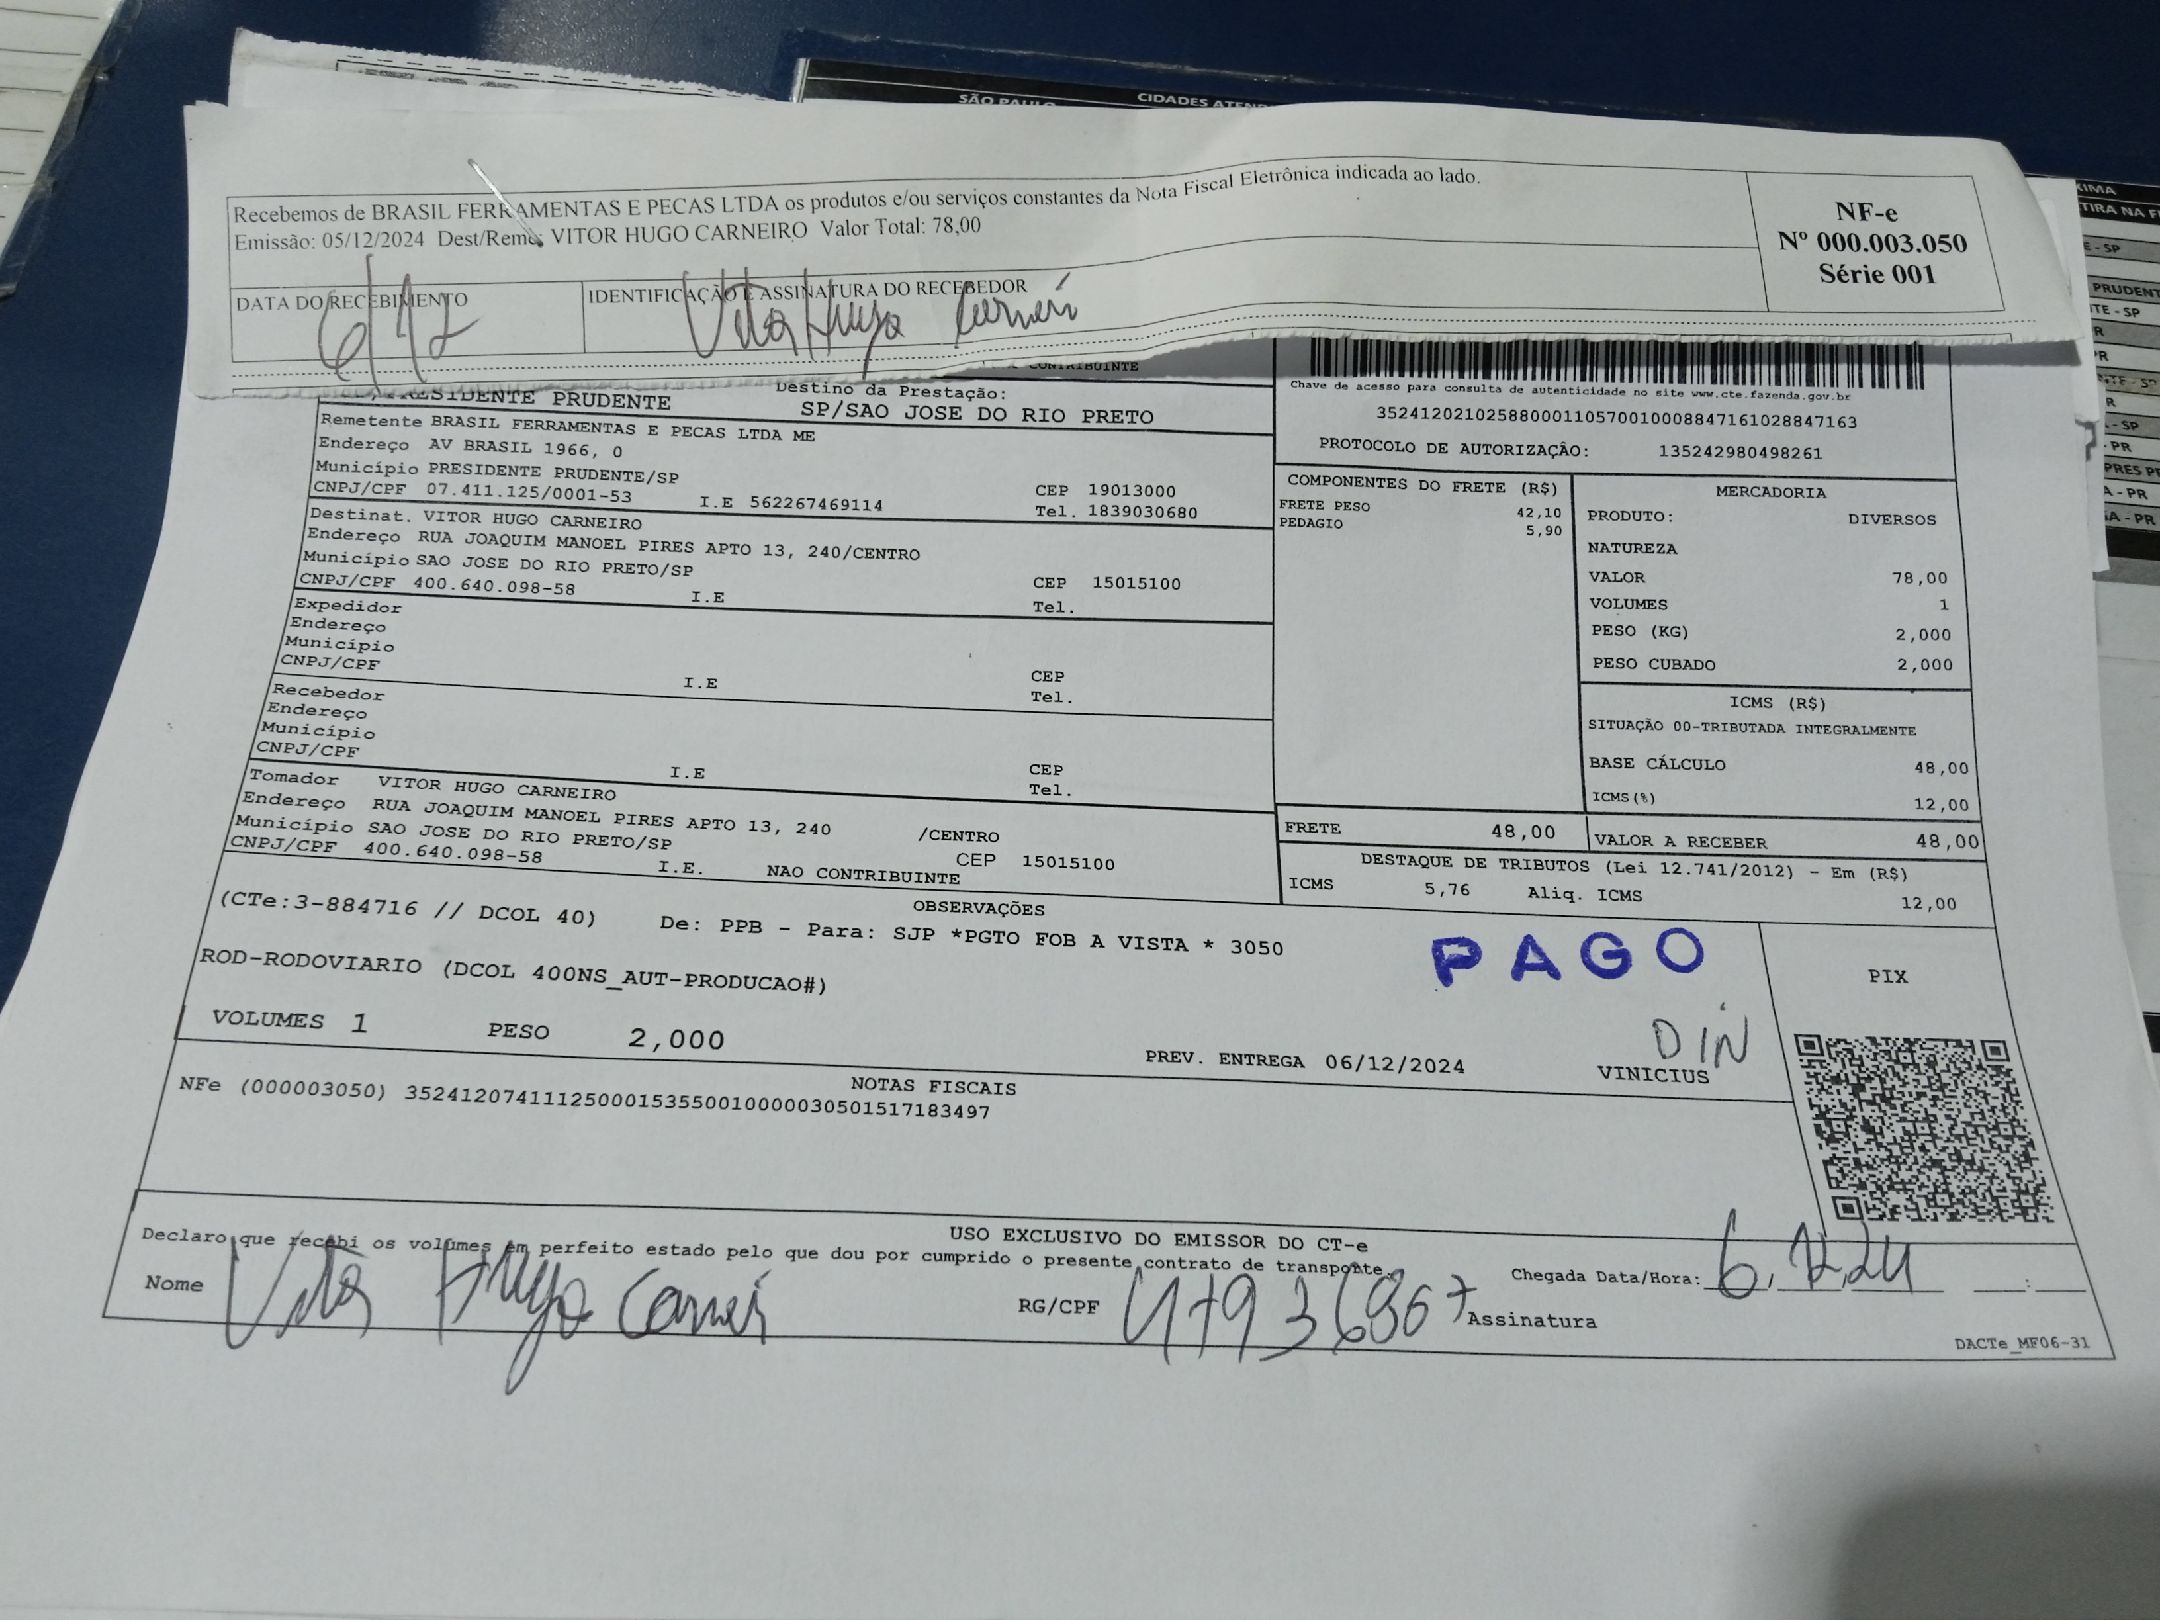 SÃO PAULO
CIDADES
Recebemos de BRASIL FERRAMENTAS E PECAS LTDA os produtos e/ou serviços constantes da Nota Fiscal Eletrônica indicada ao lado.
Emissão: 05/12/2024 Dest/Reme: VITOR HUGO CARNEIRO Valor Total: 78,00
NF-e
Nº 000.003.050
Série 001
DATA DO RECEBIMENTO
6/12
IDENTIFICAÇÃO E ASSINATURA DO RECEBEDOR
Vitor Hugo Carneiro
CONTRIBUINTE
PRESIDENTE PRUDENTE
Destino da Prestação:
SP/SAO JOSE DO RIO PRETO
Chave de acesso para consulta de autenticidade no site www.cte.fazenda.gov.br
35241202102588000110570010008847161028847163
PROTOCOLO DE AUTORIZAÇÃO: 135242980498261
Remetente BRASIL FERRAMENTAS E PECAS LTDA ME
Endereço AV BRASIL 1966, 0
Município PRESIDENTE PRUDENTE/SP
CEP 19013000
CNPJ/CPF 07.411.125/0001-53 I.E 562267469114
Tel. 1839030680
Destinat. VITOR HUGO CARNEIRO
Endereço RUA JOAQUIM MANOEL PIRES APTO 13, 240/CENTRO
Município SAO JOSE DO RIO PRETO/SP
CEP 15015100
CNPJ/CPF 400.640.098-58 I.E
Tel.
Expedidor
Endereço
Município
CEP
CNPJ/CPF I.E
Tel.
Recebedor
Endereço
Município
CEP
CNPJ/CPF I.E
Tel.
Tomador VITOR HUGO CARNEIRO
Endereço RUA JOAQUIM MANOEL PIRES APTO 13, 240 /CENTRO
Município SAO JOSE DO RIO PRETO/SP
CEP 15015100
CNPJ/CPF 400.640.098-58 I.E. NAO CONTRIBUINTE
COMPONENTES DO FRETE (R$)
FRETE PESO 42,10
PEDAGIO 5,90
MERCADORIA
PRODUTO: DIVERSOS
NATUREZA
VALOR 78,00
VOLUMES 1
PESO (KG) 2,000
PESO CUBADO 2,000
ICMS (R$)
SITUAÇÃO 00-TRIBUTADA INTEGRALMENTE
BASE CÁLCULO 48,00
ICMS(%) 12,00
FRETE 48,00
VALOR A RECEBER 48,00
DESTAQUE DE TRIBUTOS (Lei 12.741/2012) - Em (R$)
ICMS 5,76 Aliq. ICMS 12,00
OBSERVAÇÕES
(CTe:3-884716 // DCOL 40) De: PPB - Para: SJP *PGTO FOB A VISTA * 3050
ROD-RODOVIARIO (DCOL 400NS_AUT-PRODUCAO#)
PAGO
DIN
PIX
VOLUMES 1 PESO 2,000
PREV. ENTREGA 06/12/2024
VINICIUS
NOTAS FISCAIS
NFe (000003050) 35241207411125000153550010000030501517183497
USO EXCLUSIVO DO EMISSOR DO CT-e
Declaro que recebi os volumes em perfeito estado pelo que dou por cumprido o presente contrato de transporte.
Nome Vitor Hugo Carneiro
RG/CPF
Assinatura
Chegada Data/Hora: 6.12.24 :
DACTe_MF06-31